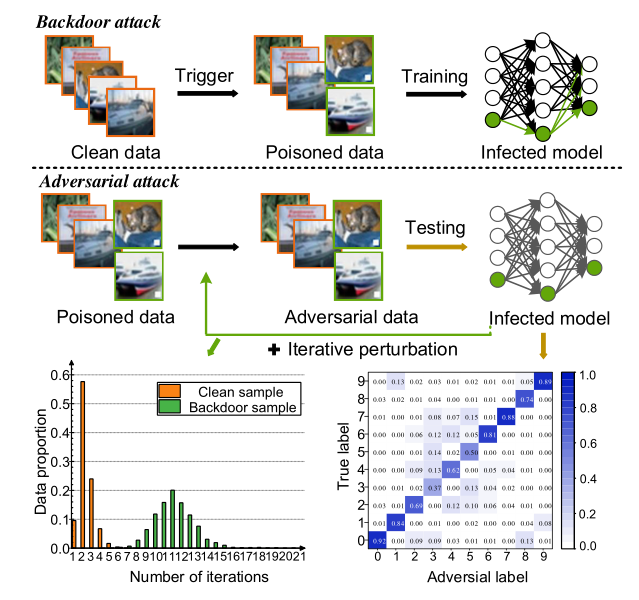 Backdoor attack
Trigger
Training
Clean data
Poisoned data
Infected model
Adversarial attack
Testing
Poisoned data
Adversarial data
Infected model
+ Iterative perturbation
Data proportion
0.6
0.5
0.4
0.3
0.2
0.1
0.0
Clean sample
Backdoor sample
1 2 3 4 5 6 7 8 9 10 11 12 13 14 15 16 17 18 19 20 21
Number of iterations
True label
9 0.00 0.13 0.02 0.03 0.01 0.02 0.01 0.01 0.05 0.89
8 0.03 0.02 0.01 0.04 0.00 0.00 0.00 0.00 0.74 0.00
7 0.01 0.00 0.00 0.08 0.07 0.15 0.01 0.88 0.00 0.00
6 0.00 0.00 0.06 0.12 0.12 0.05 0.81 0.01 0.00 0.00
5 0.00 0.00 0.01 0.14 0.02 0.50 0.00 0.01 0.00 0.00
4 0.00 0.00 0.09 0.13 0.62 0.00 0.05 0.04 0.01 0.00
3 0.00 0.00 0.03 0.37 0.00 0.13 0.04 0.02 0.01 0.00
2 0.03 0.01 0.69 0.00 0.12 0.10 0.06 0.02 0.00 0.00
1 0.01 0.84 0.00 0.00 0.01 0.00 0.00 0.00 0.04 0.08
0 0.92 0.00 0.09 0.09 0.03 0.04 0.01 0.01 0.13 0.01
0 1 2 3 4 5 6 7 8 9
Adversial label
1.0
0.8
0.6
0.4
0.2
0.0